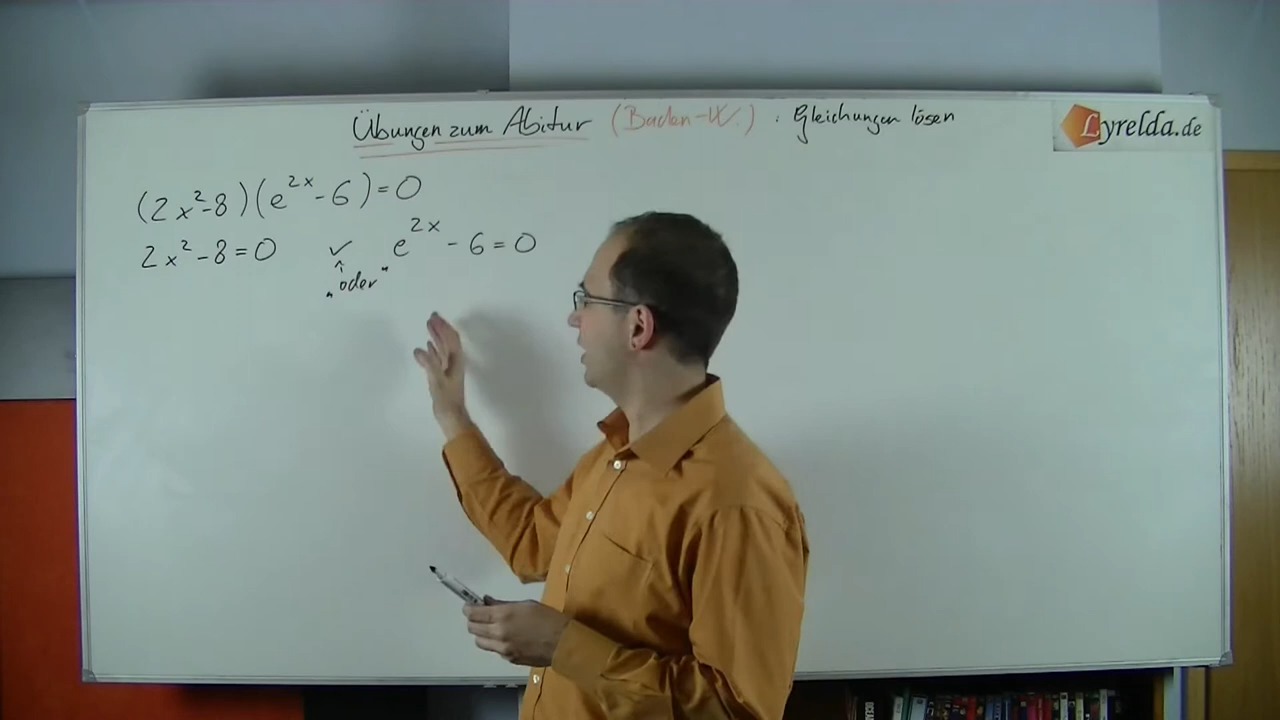 Übungen zum Abitur (Baden-W.) : Gleichungen lösen
Lyrelda.de
(2x²-8)(e^{2x}-6)=0
2x²-8=0 ✓ e^{2x}-6=0
„oder"